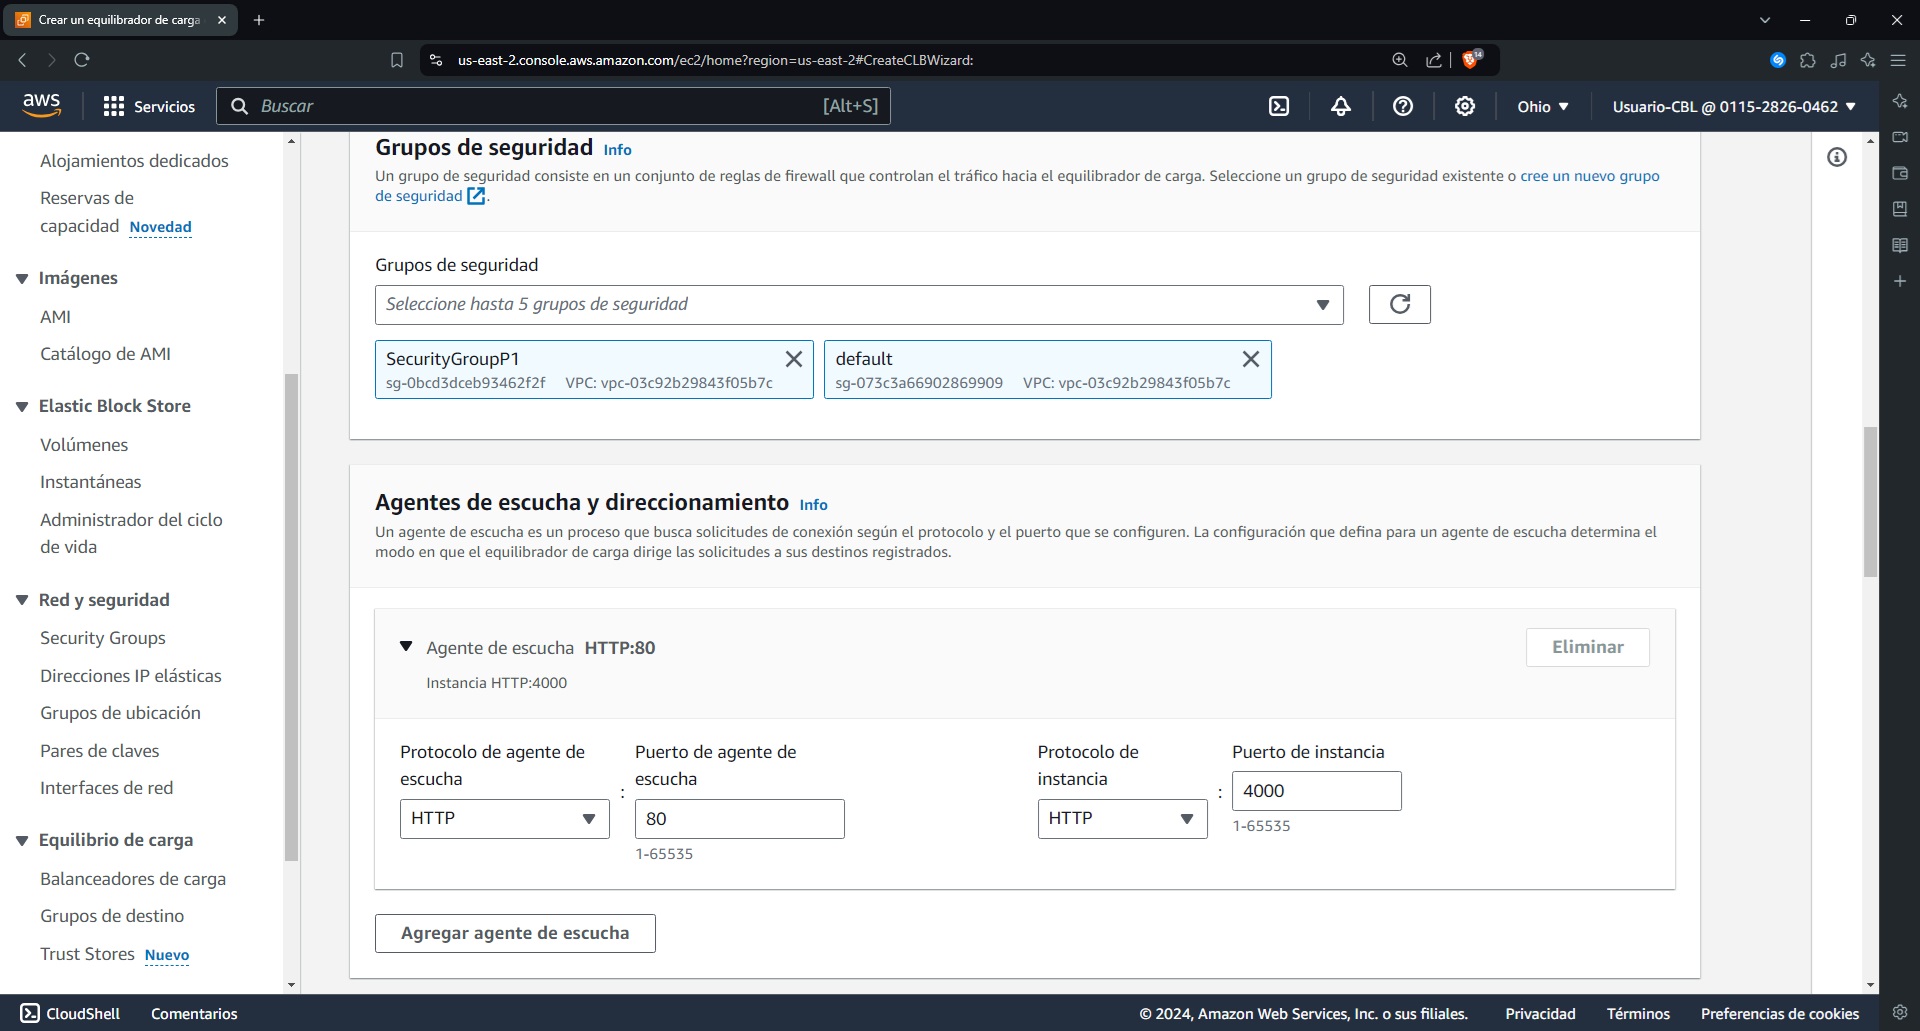 Crear un equilibrador de carga
us-east-2.console.aws.amazon.com/ec2/home?region=us-east-2#CreateCLBWizard:
14
aws
Servicios
Buscar
[Alt+S]
Ohio
Usuario-CBL @ 0115-2826-0462
Alojamientos dedicados
Reservas de
capacidad Novedad
Imágenes
AMI
Catálogo de AMI
Elastic Block Store
Volúmenes
Instantáneas
Administrador del ciclo
de vida
Red y seguridad
Security Groups
Direcciones IP elásticas
Grupos de ubicación
Pares de claves
Interfaces de red
Equilibrio de carga
Balanceadores de carga
Grupos de destino
Trust Stores Nuevo
Grupos de seguridad Info
Un grupo de seguridad consiste en un conjunto de reglas de firewall que controlan el tráfico hacia el equilibrador de carga. Seleccione un grupo de seguridad existente o cree un nuevo grupo
de seguridad.
Grupos de seguridad
Seleccione hasta 5 grupos de seguridad
SecurityGroupP1
sg-0bcd3dceb93462f2f VPC: vpc-03c92b29843f05b7c
default
sg-073c3a66902869909 VPC: vpc-03c92b29843f05b7c
Agentes de escucha y direccionamiento Info
Un agente de escucha es un proceso que busca solicitudes de conexión según el protocolo y el puerto que se configuren. La configuración que defina para un agente de escucha determina el
modo en que el equilibrador de carga dirige las solicitudes a sus destinos registrados.
Agente de escucha HTTP:80
Instancia HTTP:4000
Eliminar
Protocolo de agente de
escucha
HTTP
:
Puerto de agente de
escucha
80
1-65535
Protocolo de
instancia
HTTP
:
Puerto de instancia
4000
1-65535
Agregar agente de escucha
CloudShell
Comentarios
© 2024, Amazon Web Services, Inc. o sus filiales.
Privacidad
Términos
Preferencias de cookies